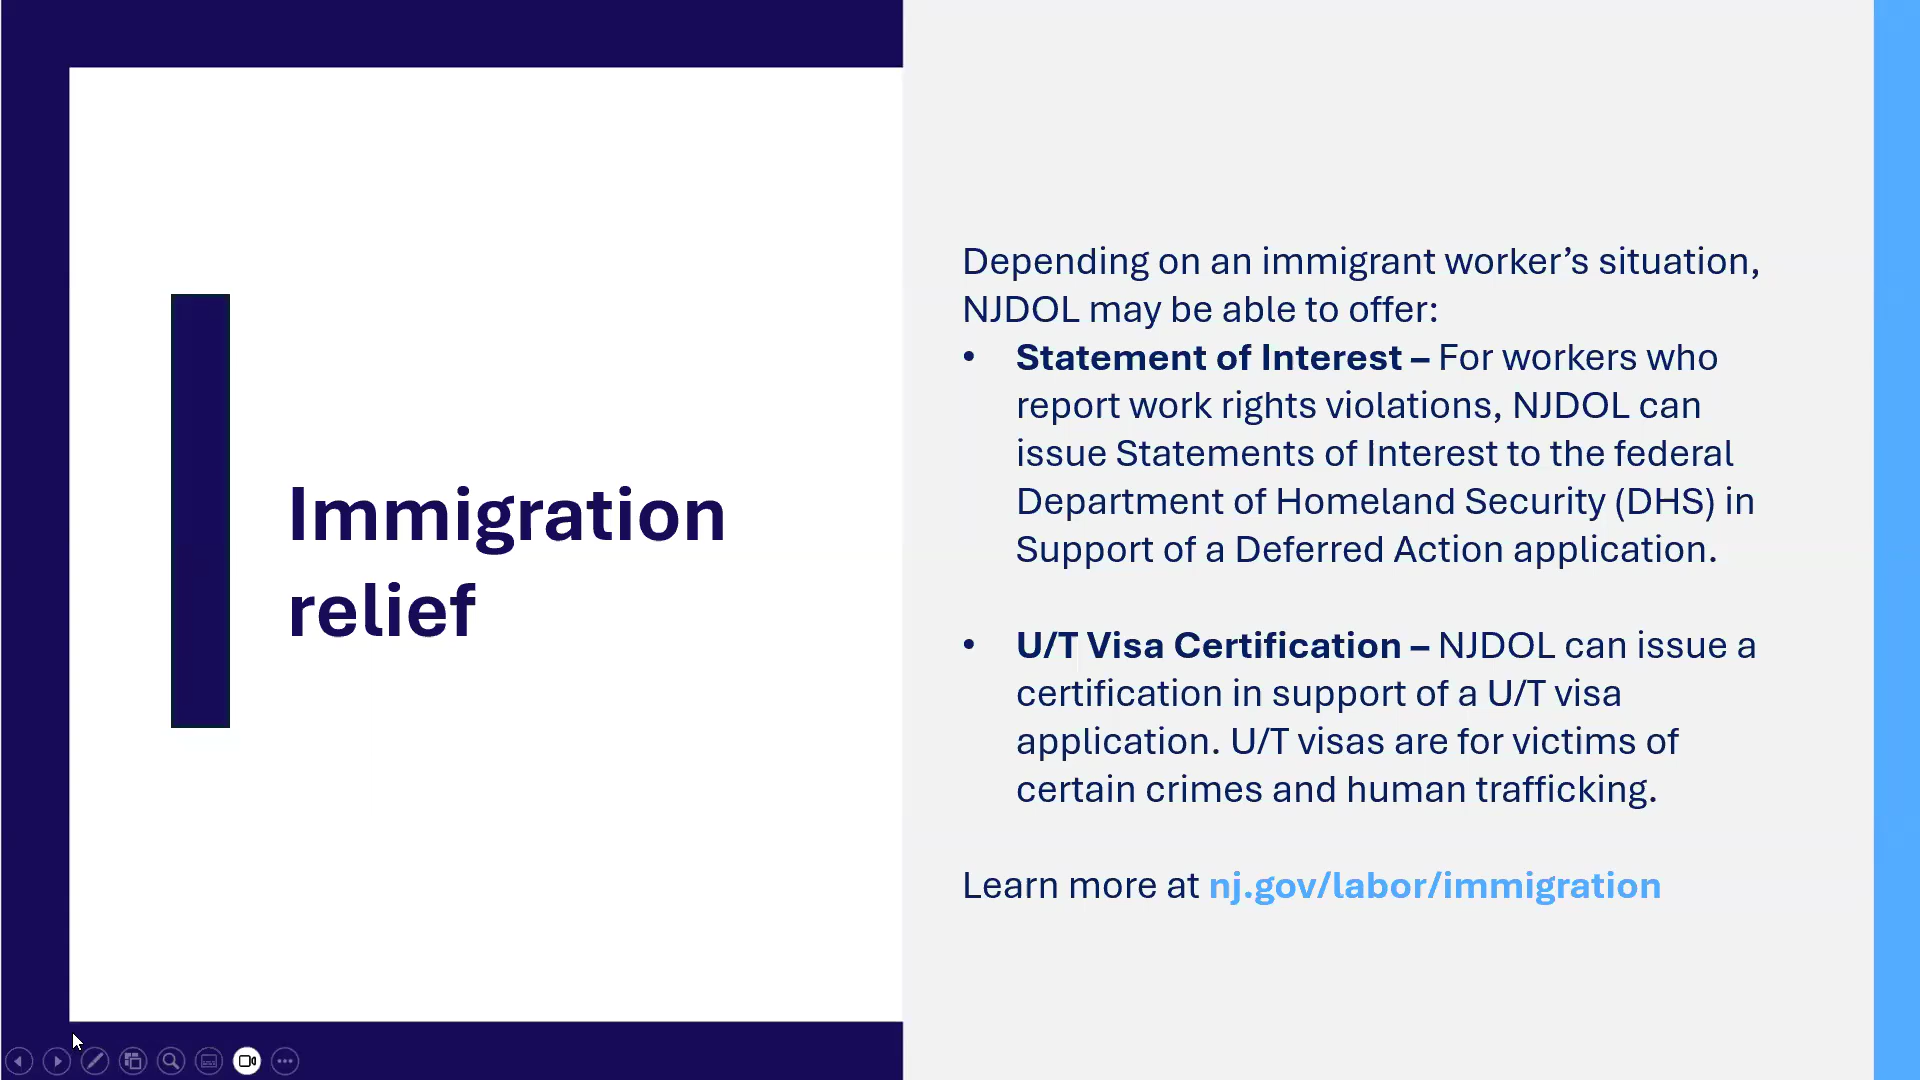 Immigration
relief
Depending on an immigrant worker’s situation,
NJDOL may be able to offer:
• Statement of Interest – For workers who
report work rights violations, NJDOL can
issue Statements of Interest to the federal
Department of Homeland Security (DHS) in
Support of a Deferred Action application.
• U/T Visa Certification – NJDOL can issue a
certification in support of a U/T visa
application. U/T visas are for victims of
certain crimes and human trafficking.
Learn more at nj.gov/labor/immigration